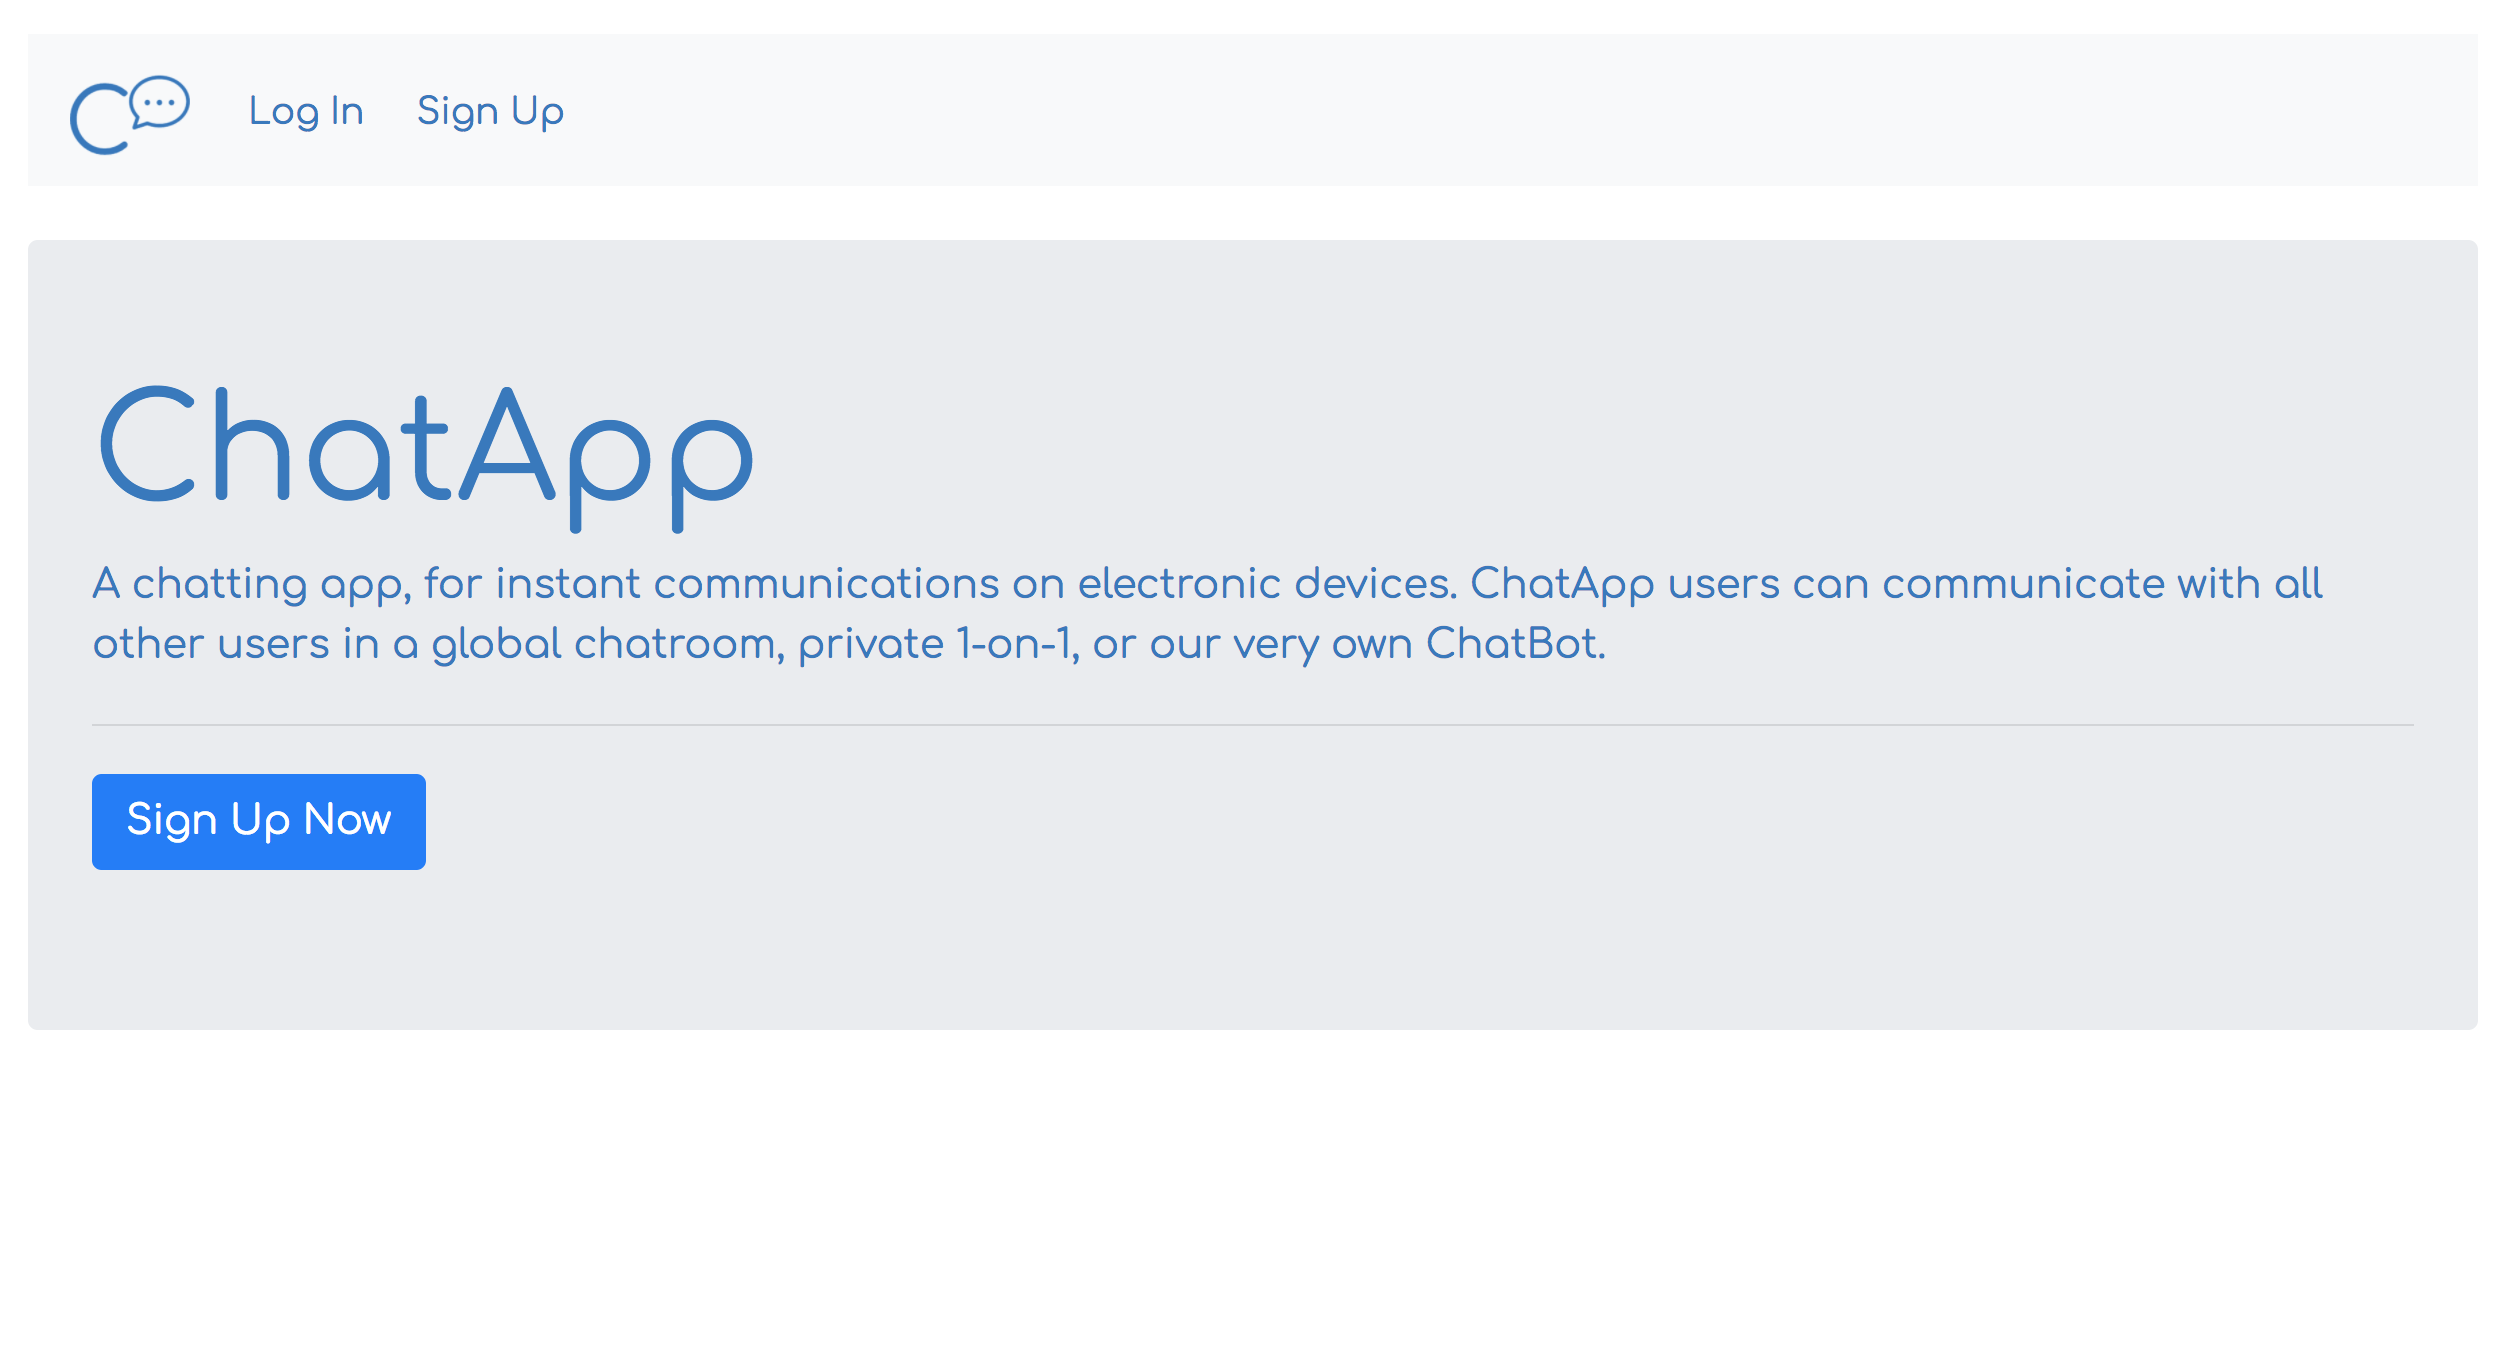 Log In
Sign Up
ChatApp
A chatting app, for instant communications on electronic devices. ChatApp users can communicate with all
other users in a global chatroom, private 1-on-1, or our very own ChatBot.
Sign Up Now